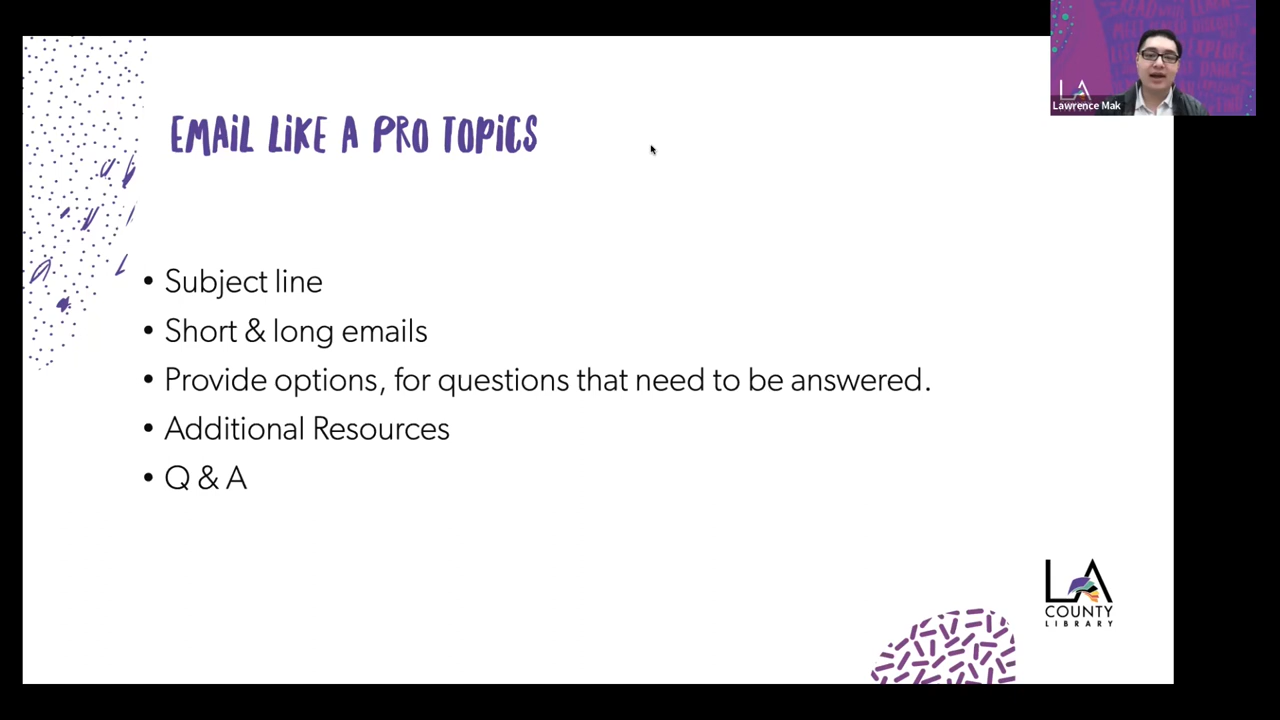 EMAIL LIKE A PRO TOPICS
• Subject line
• Short & long emails
• Provide options, for questions that need to be answered.
• Additional Resources
• Q & A
LA
COUNTY
LIBRARY
LA
Lawrence Mak